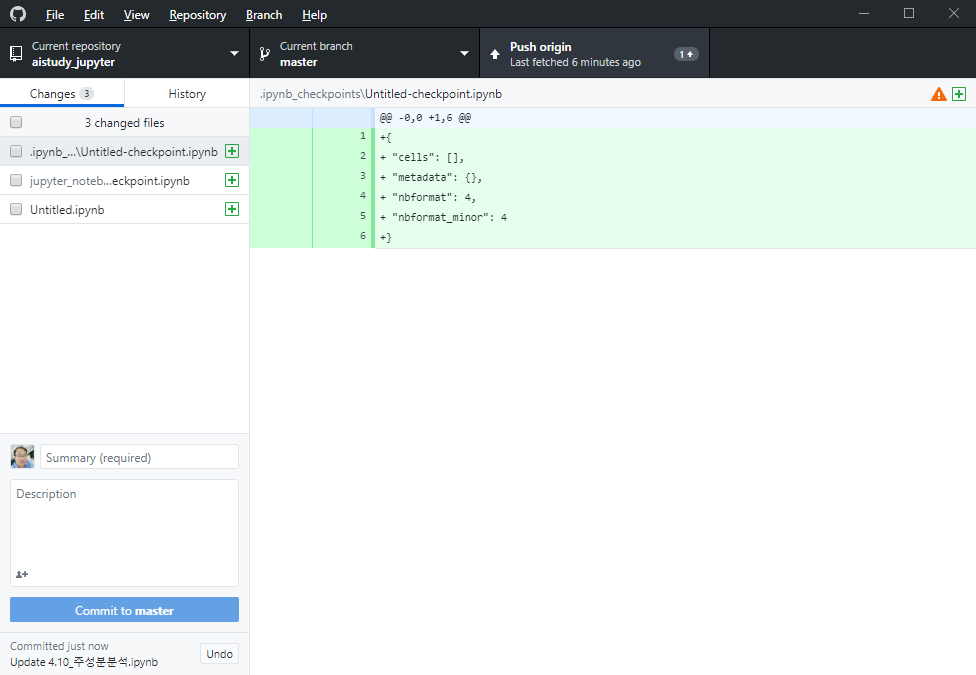 File Edit View Repository Branch Help
Current repository
aistudy_jupyter
Current branch
master
Push origin
Last fetched 6 minutes ago
1
Changes 3
History
.ipynb_checkpoints\Untitled-checkpoint.ipynb
3 changed files
.ipynb_...\Untitled-checkpoint.ipynb
jupyter_noteb...eckpoint.ipynb
Untitled.ipynb
@@ -0,0 +1,6 @@
1 +{
2 + "cells": [],
3 + "metadata": {},
4 + "nbformat": 4,
5 + "nbformat_minor": 4
6 +}
Summary (required)
Description
Commit to master
Committed just now
Update 4.10_주성분분석.ipynb
Undo